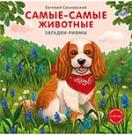 Евгений Сосновский
САМЫЕ-САМЫЕ
ЖИВОТНЫЕ
ЗАГАДКИ-РИФМЫ